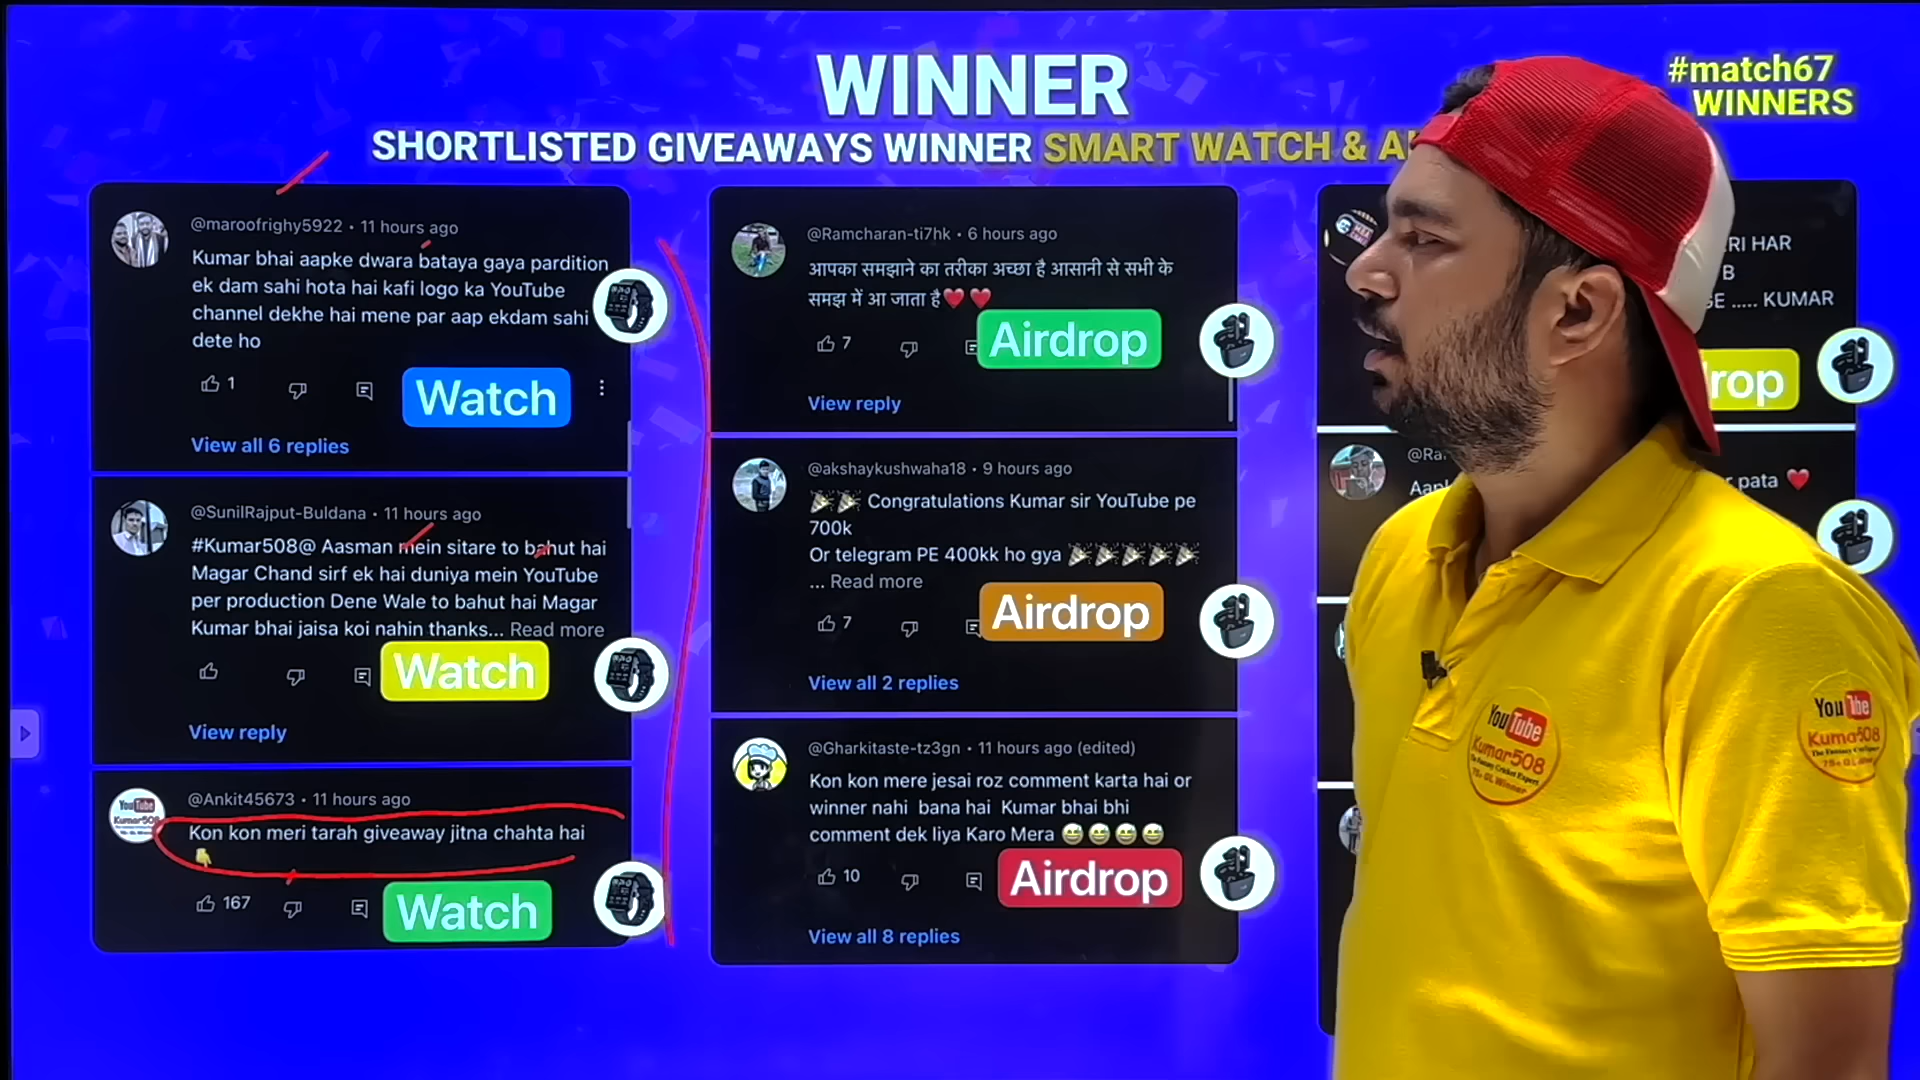 WINNER
SHORTLISTED GIVEAWAYS WINNER SMART WATCH &
#match67
WINNERS
@maroofrighy5922 • 11 hours ago
Kumar bhai aapke dwara bataya gaya pardition
ek dam sahi hota hai kafi logo ka YouTube
channel dekhe hai mene par aap ekdam sahi
dete ho
1
Watch
View all 6 replies
@SunilRajput-Buldana • 11 hours ago
#Kumar508@ Aasman mein sitare to bahut hai
Magar Chand sirf ek hai duniya mein YouTube
per production Dene Wale to bahut hai Magar
Kumar bhai jaisa koi nahin thanks... Read more
Watch
View reply
@Ankit45673 • 11 hours ago
Kon kon meri tarah giveaway jitna chahta hai
👇
167
Watch
@Ramcharan-ti7hk • 6 hours ago
आपका समझाने का तरीका अच्छा है आसानी से सभी के
समझ में आ जाता है❤️ ❤️
7
Airdrop
View reply
@akshaykushwaha18 • 9 hours ago
🎉🎉 Congratulations Kumar sir YouTube pe
700k
Or telegram PE 400kk ho gya 🎉🎉🎉🎉🎉
... Read more
7
Airdrop
View all 2 replies
@Gharkitaste-tz3gn • 11 hours ago (edited)
Kon kon mere jesai roz comment karta hai or
winner nahi bana hai Kumar bhai bhi
comment dek liya Karo Mera 😅 😅 😅 😅
10
Airdrop
View all 8 replies
HAR
B
..... KUMAR
pata ❤️
YouTube
Kumar508
The Fantasy Cricket Expert
75+ GL Winner
YouTube